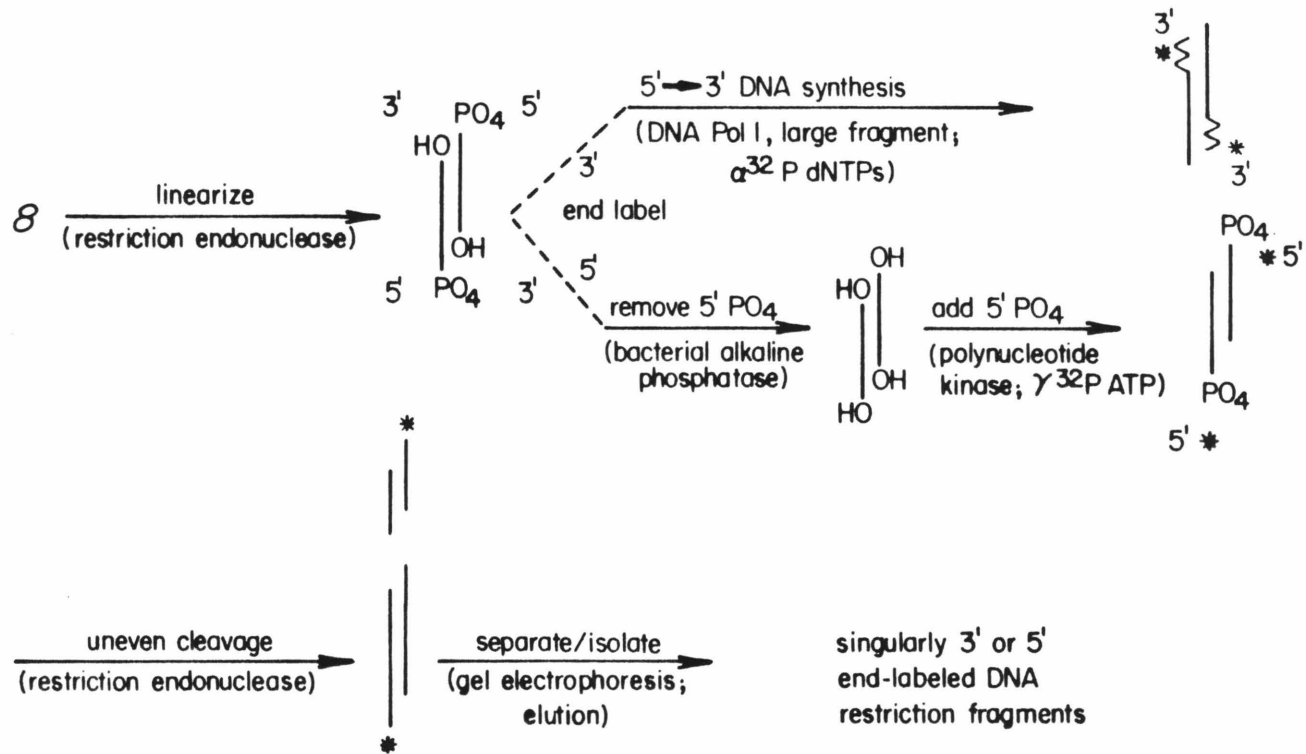 8
linearize
(restriction endonuclease)
3'
PO4
5'
HO
OH
5'
PO4
3'
3'
end label
5'
5' → 3' DNA synthesis
(DNA Pol I, large fragment;
α32 P dNTPs)
3'
*
*
3'
remove 5' PO4
(bacterial alkaline
phosphatase)
OH
HO
OH
HO
add 5' PO4
(polynucleotide
kinase; γ 32P ATP)
PO4
* 5'
PO4
5' *
uneven cleavage
(restriction endonuclease)
*
*
separate/isolate
(gel electrophoresis;
elution)
singularly 3' or 5'
end-labeled DNA
restriction fragments